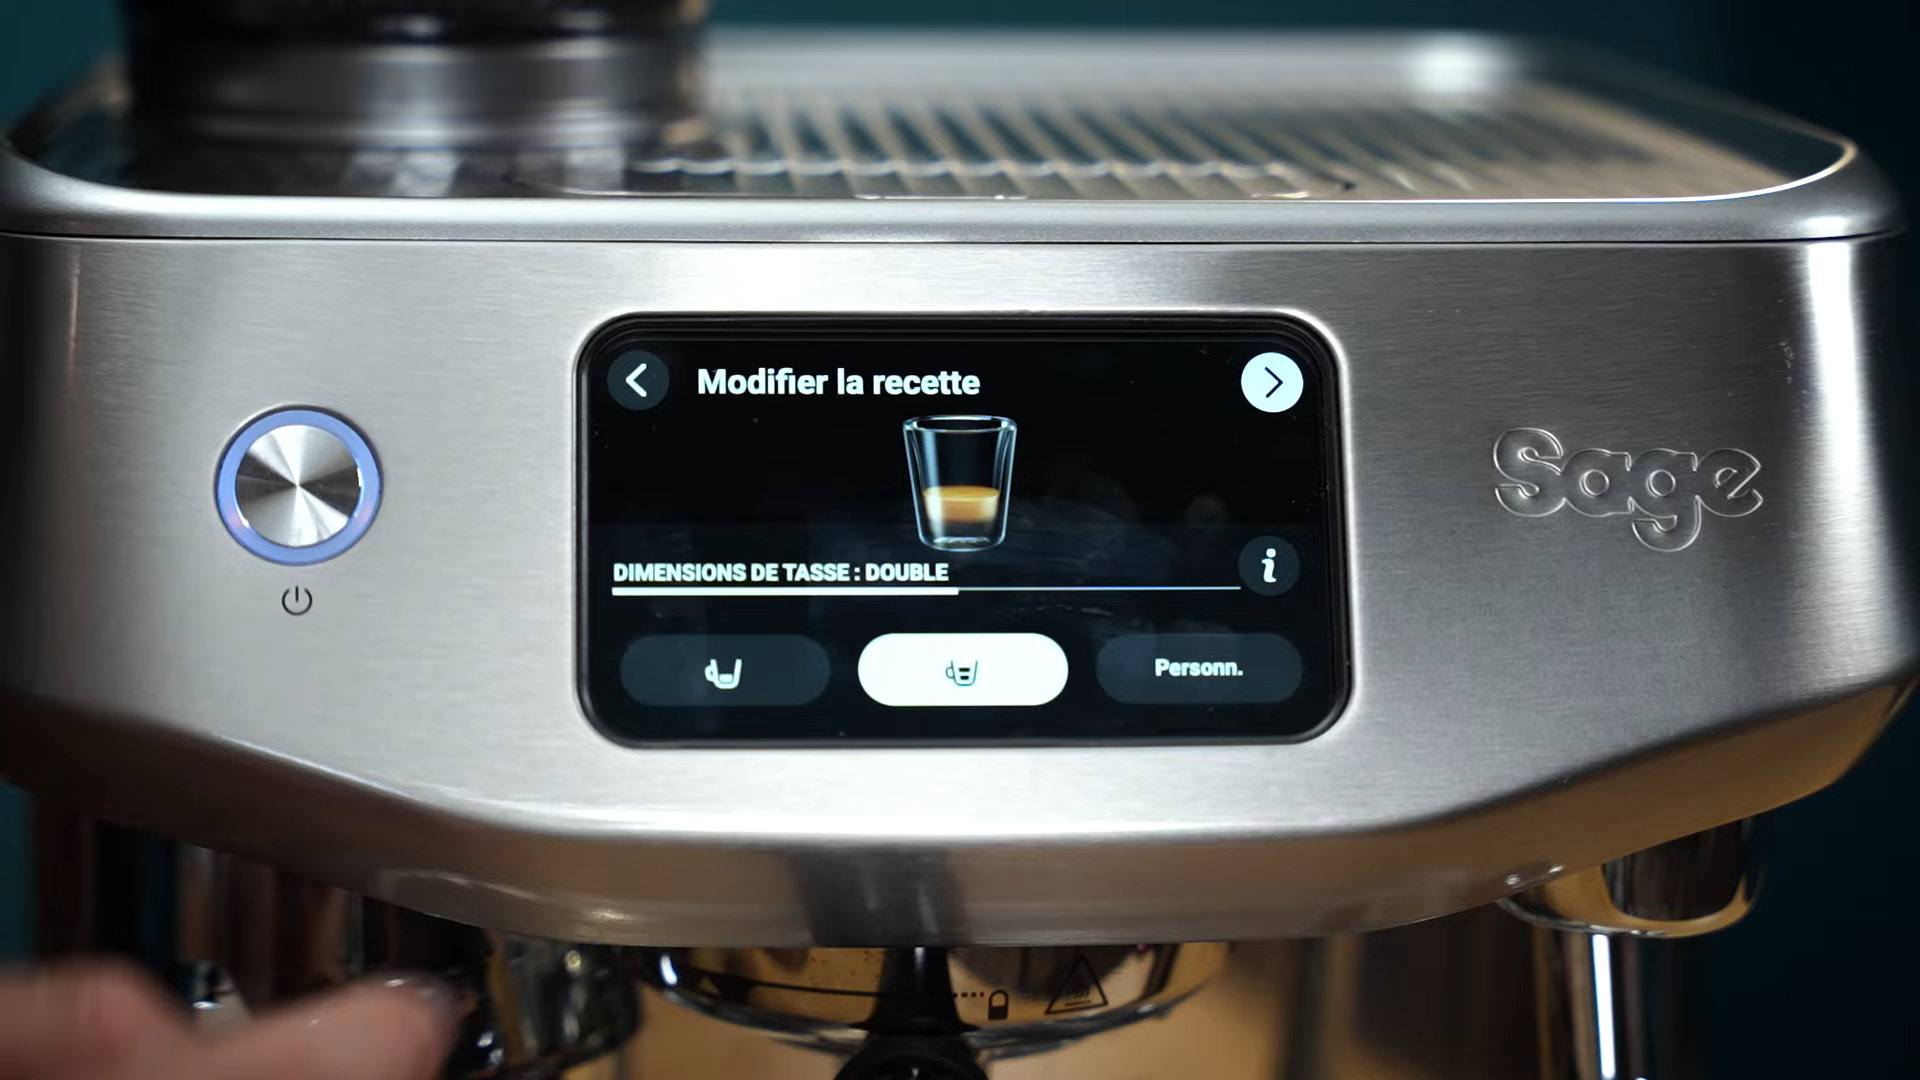 Modifier la recette
Sage
DIMENSIONS DE TASSE : DOUBLE
i
Personn.